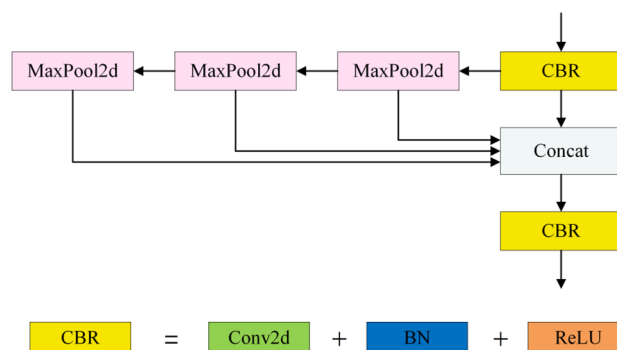 MaxPool2d MaxPool2d MaxPool2d CBR
Concat
CBR
CBR = Conv2d + BN + ReLU